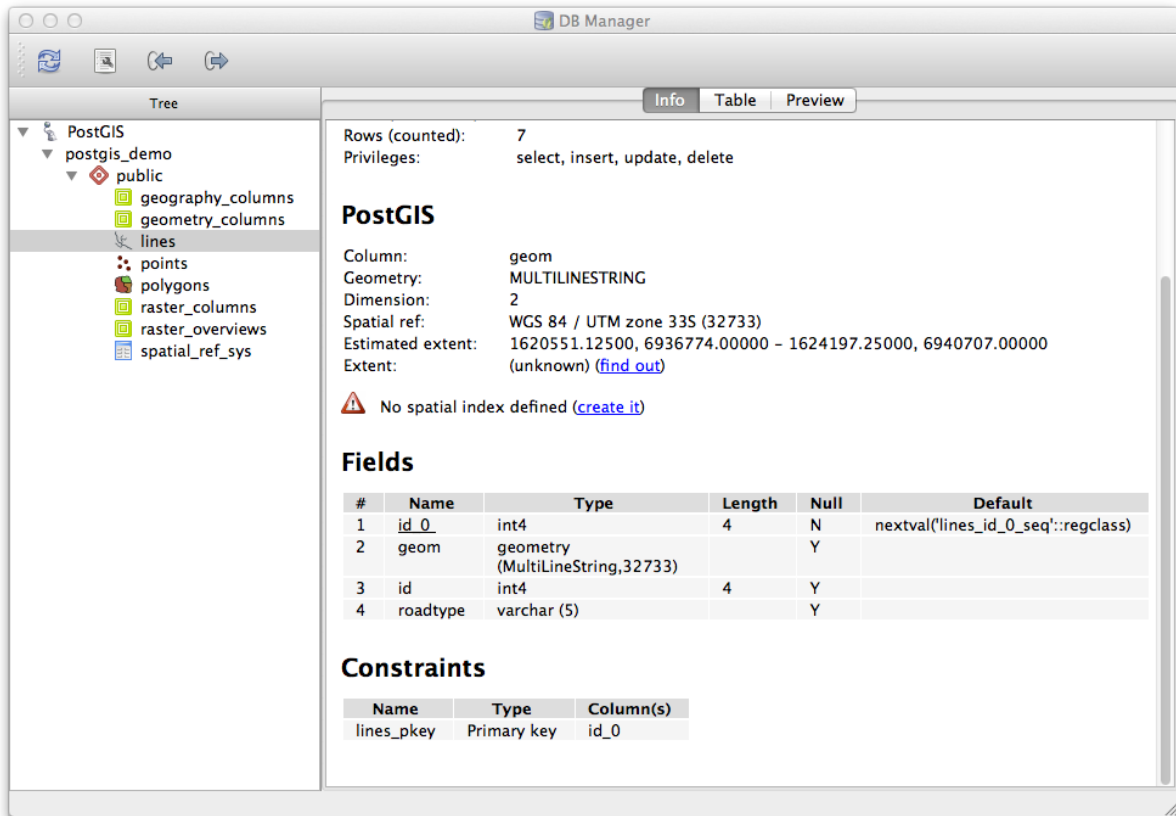 DB Manager
Tree
Info Table Preview
PostGIS
postgis_demo
public
geography_columns
geometry_columns
lines
points
polygons
raster_columns
raster_overviews
spatial_ref_sys
Rows (counted): 7
Privileges: select, insert, update, delete
PostGIS
Column: geom
Geometry: MULTILINESTRING
Dimension: 2
Spatial ref: WGS 84 / UTM zone 33S (32733)
Estimated extent: 1620551.12500, 6936774.00000 - 1624197.25000, 6940707.00000
Extent: (unknown) (find out)
No spatial index defined (create it)
Fields
# Name Type Length Null Default
1 id_0 int4 4 N nextval('lines_id_0_seq'::regclass)
2 geom geometry Y
(MultiLineString,32733)
3 id int4 4 Y
4 roadtype varchar (5) Y
Constraints
Name Type Column(s)
lines_pkey Primary key id_0